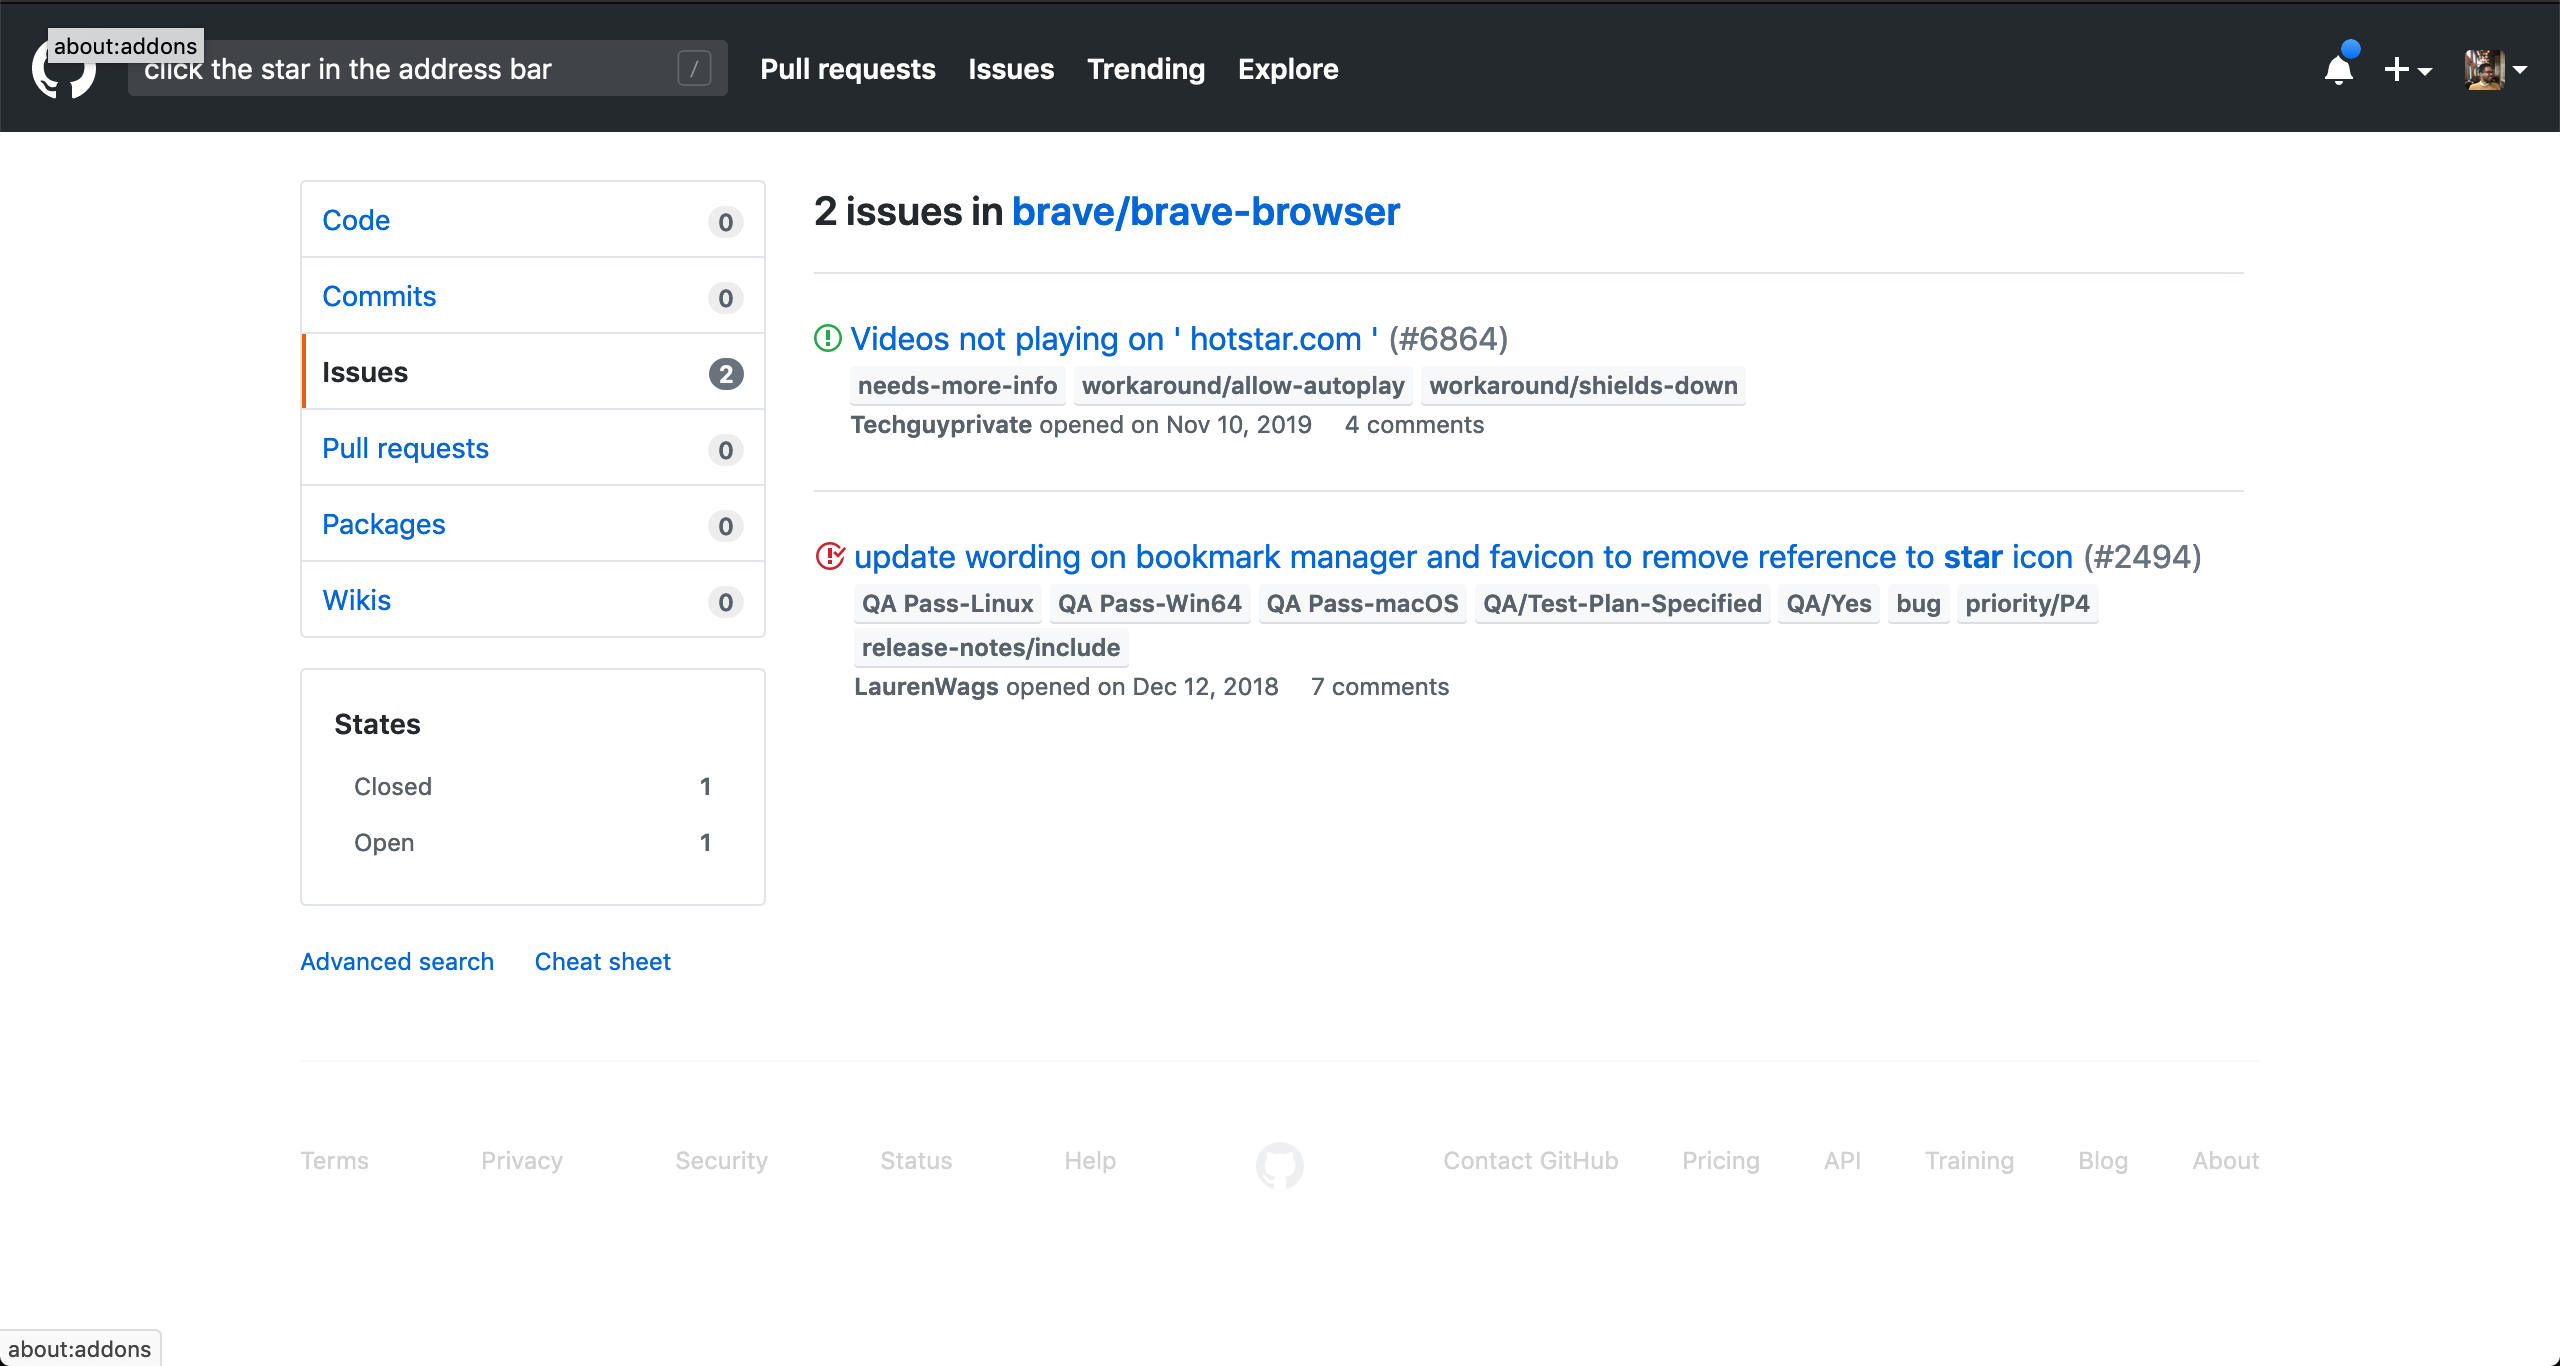 about:addons
click the star in the address bar /
Pull requests Issues Trending Explore
Code 0
Commits 0
Issues 2
Pull requests 0
Packages 0
Wikis 0
States
Closed 1
Open 1
Advanced search Cheat sheet
2 issues in brave/brave-browser
Videos not playing on ' hotstar.com ' (#6864)
needs-more-info workaround/allow-autoplay workaround/shields-down
Techguyprivate opened on Nov 10, 2019 4 comments
update wording on bookmark manager and favicon to remove reference to star icon (#2494)
QA Pass-Linux QA Pass-Win64 QA Pass-macOS QA/Test-Plan-Specified QA/Yes bug priority/P4
release-notes/include
LaurenWags opened on Dec 12, 2018 7 comments
Terms Privacy Security Status Help Contact GitHub Pricing API Training Blog About
about:addons